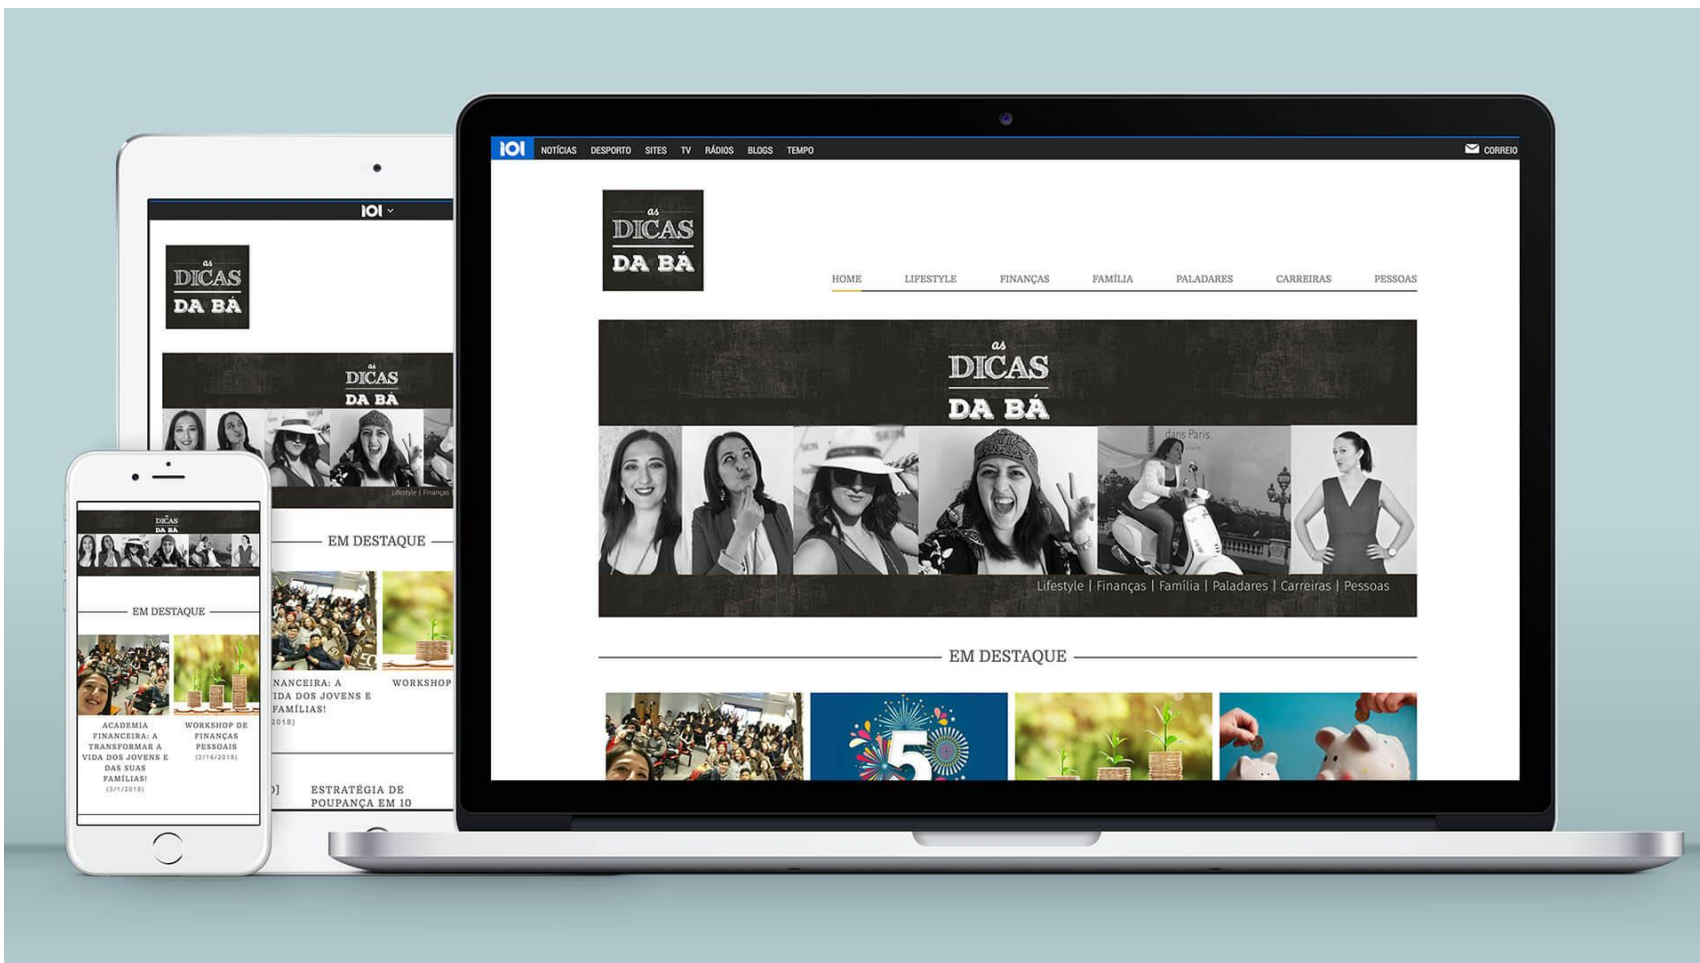 IOI NOTÍCIAS DESPORTO SITES TV RÁDIOS BLOGS TEMPO CORREIO
as
DICAS
DA BÁ
HOME LIFESTYLE FINANÇAS FAMÍLIA PALADARES CARREIRAS PESSOAS
as
DICAS
DA BÁ
dans Paris.
Lifestyle | Finanças | Família | Paladares | Carreiras | Pessoas
EM DESTAQUE
5
IOI
as
DICAS
DA BÁ
as
DICAS
DA BÁ
Lifestyle | Finanças
EM DESTAQUE
NANCEIRA: A
IDA DOS JOVENS E
FAMÍLIAS!
2018)
WORKSHOP
O]
ESTRATÉGIA DE
POUPANÇA EM 10
as
DICAS
DA BÁ
EM DESTAQUE
ACADEMIA
FINANCEIRA: A
TRANSFORMAR A
VIDA DOS JOVENS E
DAS SUAS
FAMÍLIAS!
(3/1/2018)
WORKSHOP DE
FINANÇAS
PESSOAIS
(2/16/2018)